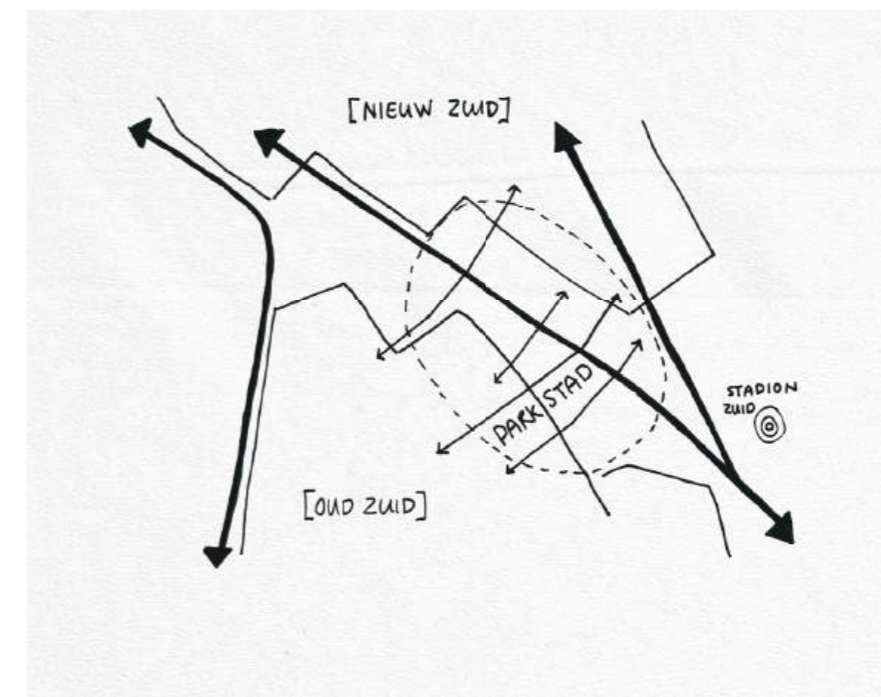 [NIEUW ZUID]
STADION
ZUID
PARK STAD
[OUD ZUID]